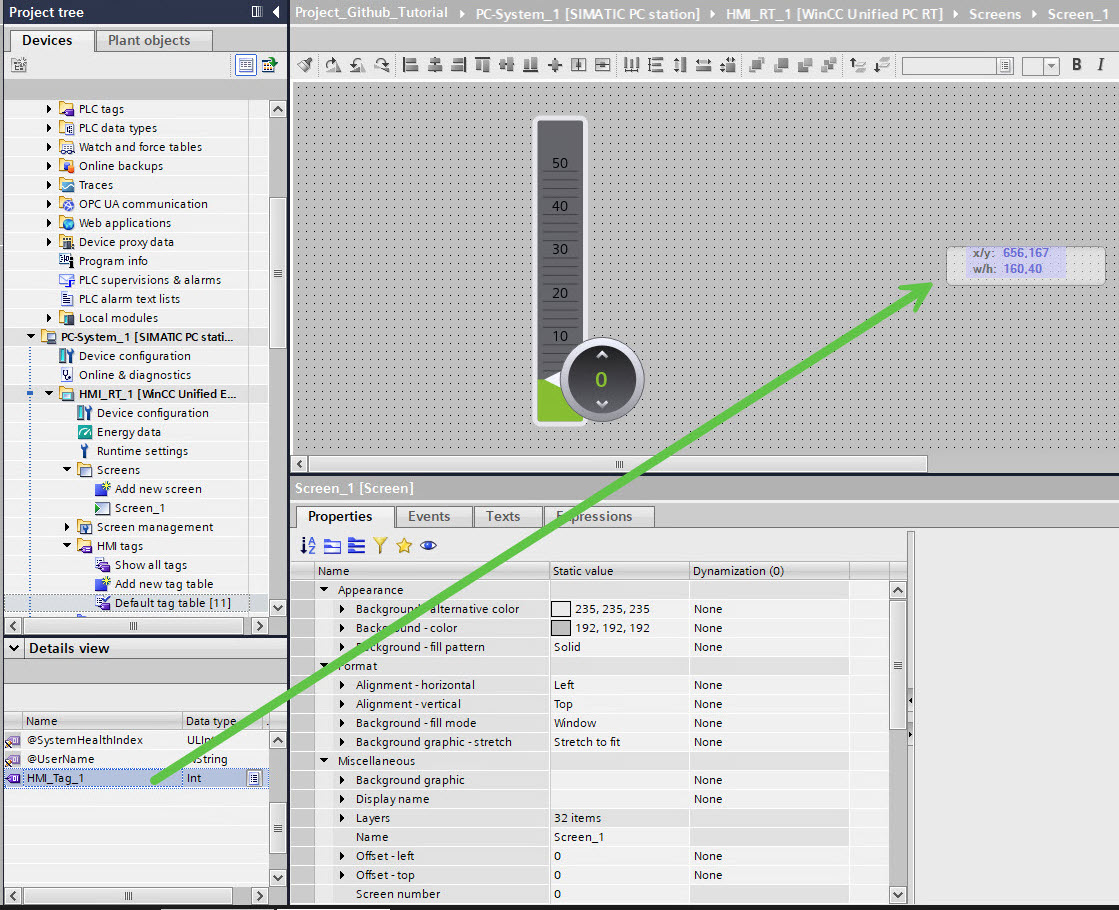 Project tree
Devices
Plant objects
PLC tags
PLC data types
Watch and force tables
Online backups
Traces
OPC UA communication
Web applications
Device proxy data
Program info
PLC supervisions & alarms
PLC alarm text lists
Local modules
PC-System_1 [SIMATIC PC stati...
Device configuration
Online & diagnostics
HMI_RT_1 [WinCC Unified E...
Device configuration
Energy data
Runtime settings
Screens
Add new screen
Screen_1
Screen management
HMI tags
Show all tags
Add new tag table
Default tag table [11]
Details view
Name Data type
@SystemHealthIndex
@UserName
HMI_Tag_1 Int
Project_Github_Tutorial PC-System_1 [SIMATIC PC station] HMI_RT_1 [WinCC Unified PC RT] Screens Screen_1
B I
50
40
30
20
10
0
x/y: 656,167
w/h: 160,40
Screen_1 [Screen]
Properties Events Texts Expressions
Name Static value Dynamization (0)
Appearance
Background - alternative color 235, 235, 235 None
Background - color 192, 192, 192 None
Background - fill pattern Solid None
Format
Alignment - horizontal Left None
Alignment - vertical Top None
Background - fill mode Window None
Background graphic - stretch Stretch to fit None
Miscellaneous
Background graphic None
Display name None
Layers 32 items
Name Screen_1
Offset - left 0 None
Offset - top 0 None
Screen number 0